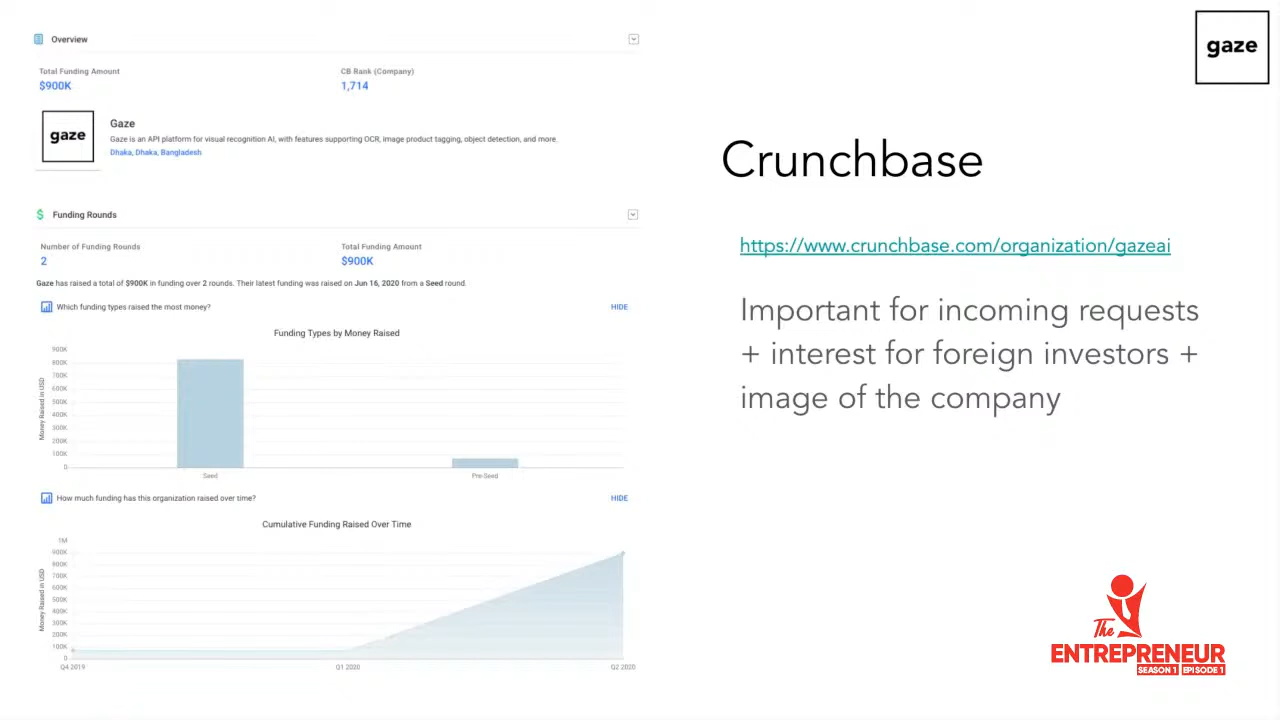 Overview
Total Funding Amount
$900K
CB Rank (Company)
1,714
gaze
Gaze
Gaze is an API platform for visual recognition AI, with features supporting OCR, image product tagging, object detection, and more.
Dhaka, Dhaka, Bangladesh
$ Funding Rounds
Number of Funding Rounds
2
Total Funding Amount
$900K
Gaze has raised a total of $900K in funding over 2 rounds. Their latest funding was raised on Jun 16, 2020 from a Seed round.
Which funding types raised the most money?
HIDE
Funding Types by Money Raised
Money Raised in USD
900K
800K
700K
600K
500K
400K
300K
200K
100K
0
Seed
Pre-Seed
How much funding has this organization raised over time?
HIDE
Cumulative Funding Raised Over Time
Money Raised in USD
1M
900K
800K
700K
600K
500K
400K
300K
200K
100K
0
Q4 2019
Q1 2020
Q2 2020
gaze
Crunchbase
https://www.crunchbase.com/organization/gazeai
Important for incoming requests
+ interest for foreign investors +
image of the company
The
ENTREPRENEUR
SEASON 1 EPISODE 1